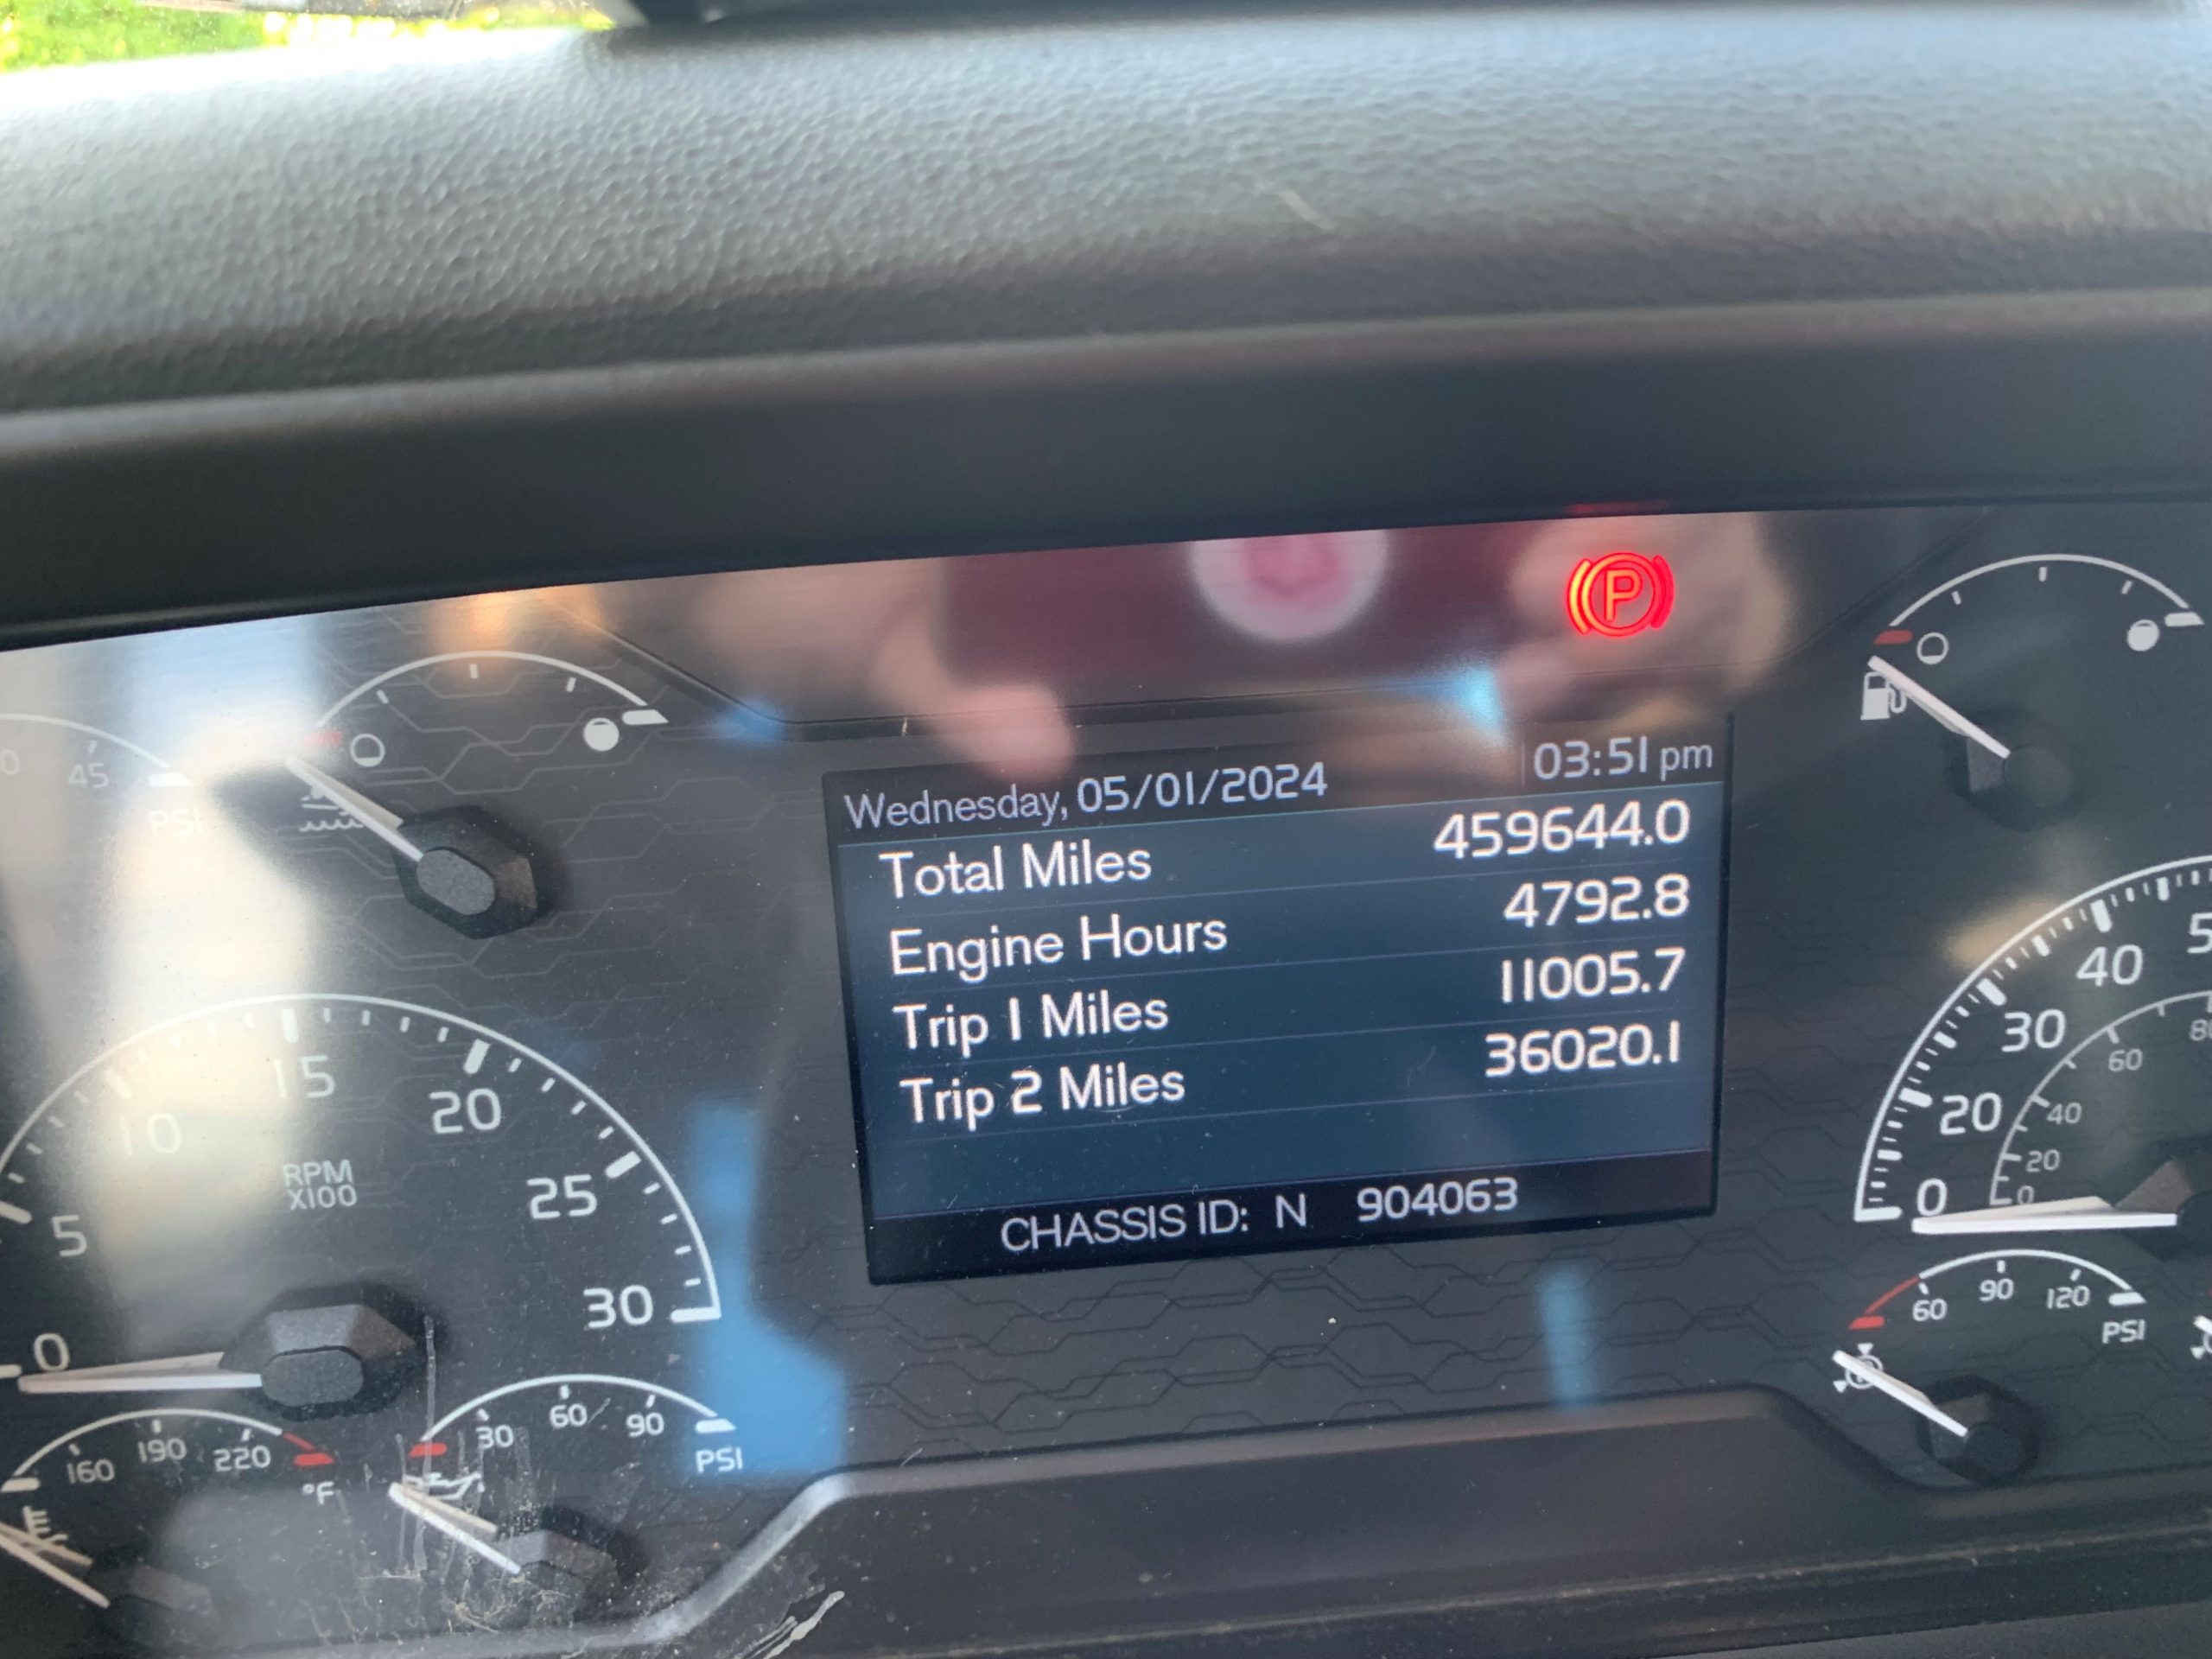 Wednesday, 05/01/2024 03:51 pm
Total Miles 459644.0
Engine Hours 4792.8
Trip 1 Miles 11005.7
Trip 2 Miles 36020.1
CHASSIS ID: N 904063
P
45
PSI
0 5 10 15 20 25 30
RPM
X100
160 190 220
°F
30 60 90
PSI
0 20 30 40
0 20 40 60
60 90 120
PSI